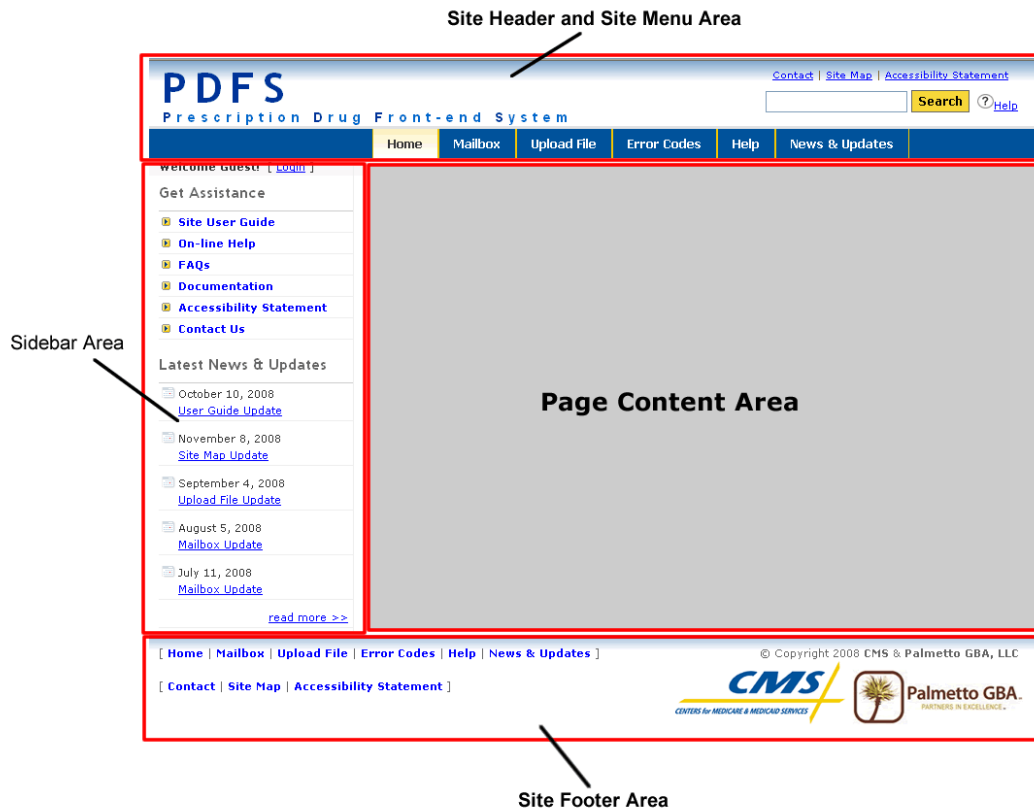 Site Header and Site Menu Area
PDFS
Prescription Drug Front-end System
Contact | Site Map | Accessibility Statement
Search ? Help
Home Mailbox Upload File Error Codes Help News & Updates
Welcome Guest! [ Login ]
Get Assistance
Site User Guide
On-line Help
FAQs
Documentation
Accessibility Statement
Contact Us
Sidebar Area
Latest News & Updates
October 10, 2008
User Guide Update
November 8, 2008
Site Map Update
September 4, 2008
Upload File Update
August 5, 2008
Mailbox Update
July 11, 2008
Mailbox Update
read more >>
Page Content Area
[ Home | Mailbox | Upload File | Error Codes | Help | News & Updates ]
© Copyright 2008 CMS & Palmetto GBA, LLC
[ Contact | Site Map | Accessibility Statement ]
CMS
CENTERS for MEDICARE & MEDICAID SERVICES
Palmetto GBA.
PARTNERS IN EXCELLENCE
Site Footer Area